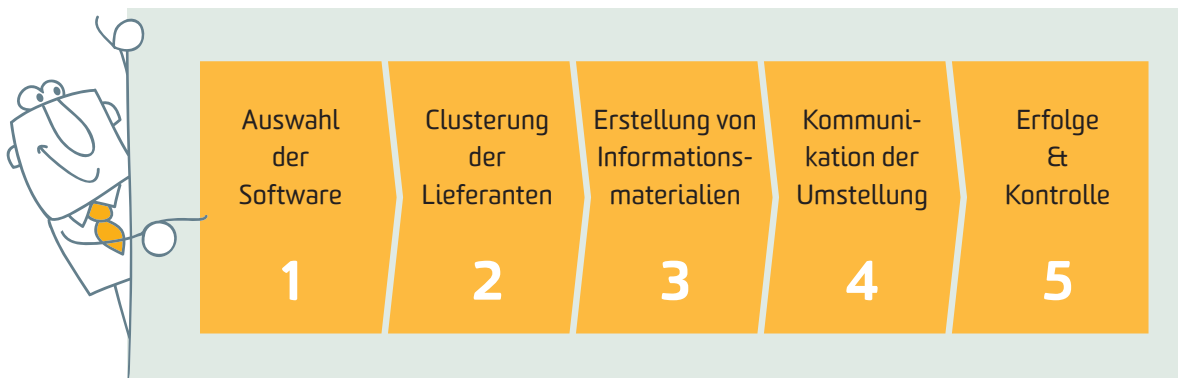 Auswahl
der
Software
1
Clusterung
der
Lieferanten
2
Erstellung von
Informations-
materialien
3
Kommuni-
kation der
Umstellung
4
Erfolge
&
Kontrolle
5